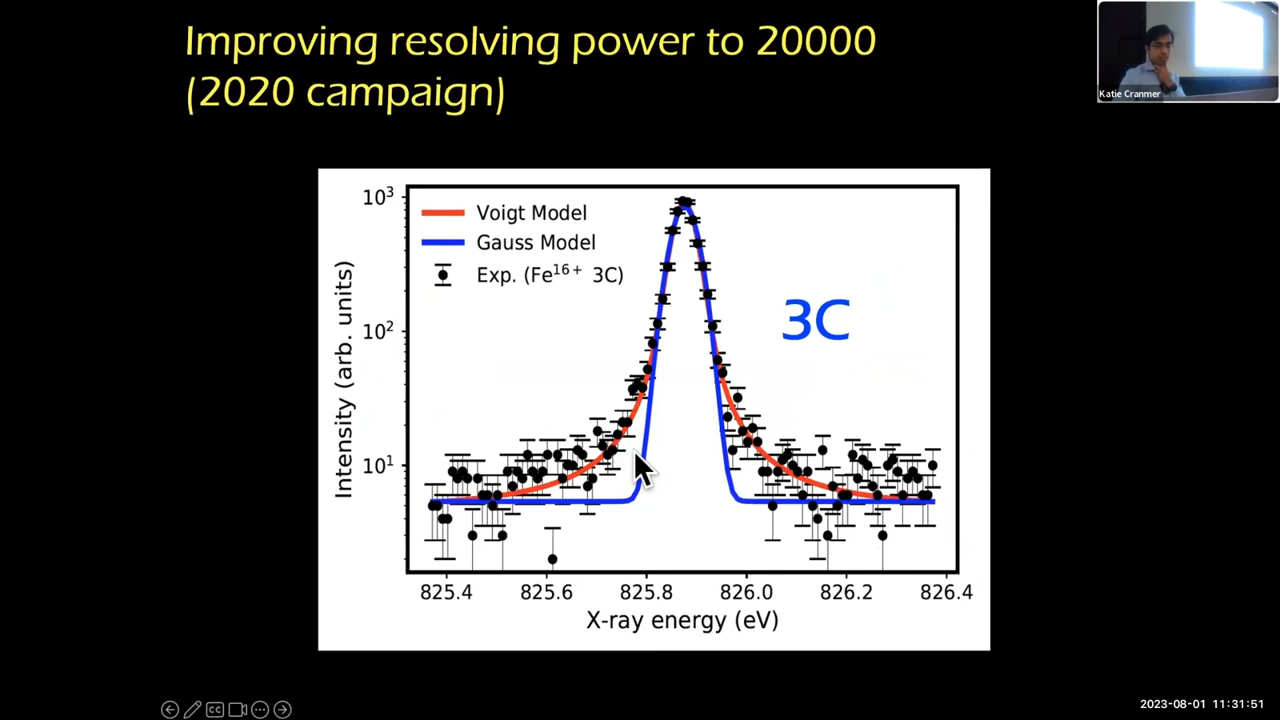 Improving resolving power to 20000
(2020 campaign)
Katie Cranmer
10³
Voigt Model
Gauss Model
Exp. (Fe¹⁶⁺ 3C)
3C
10²
10¹
Intensity (arb. units)
825.4 825.6 825.8 826.0 826.2 826.4
X-ray energy (eV)
CC
2023-08-01 11:31:51